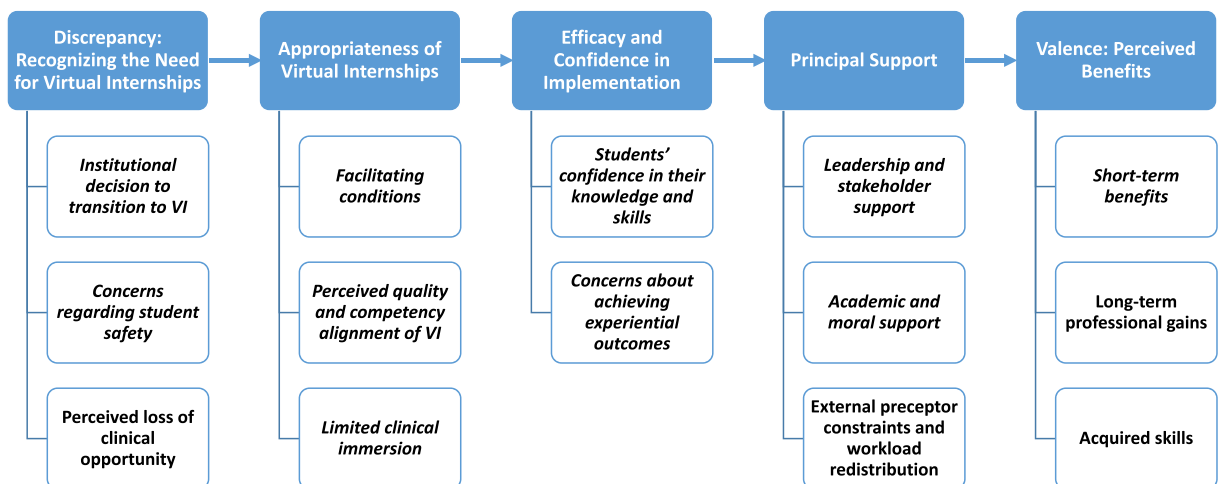 Discrepancy:
Recognizing the Need
for Virtual Internships
Institutional
decision to
transition to VI
Concerns
regarding student
safety
Perceived loss of
clinical
opportunity
Appropriateness of
Virtual Internships
Facilitating
conditions
Perceived quality
and competency
alignment of VI
Limited clinical
immersion
Efficacy and
Confidence in
Implementation
Students’
confidence in their
knowledge and
skills
Concerns about
achieving
experiential
outcomes
Principal Support
Leadership and
stakeholder
support
Academic and
moral support
External preceptor
constraints and
workload
redistribution
Valence: Perceived
Benefits
Short-term
benefits
Long-term
professional gains
Acquired skills